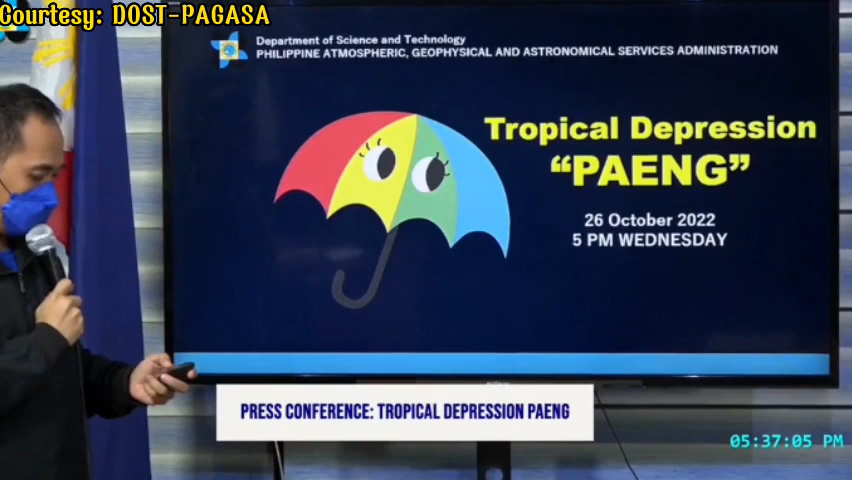 Courtesy: DOST-PAGASA
Department of Science and Technology
PHILIPPINE ATMOSPHERIC, GEOPHYSICAL AND ASTRONOMICAL SERVICES ADMINISTRATION
Tropical Depression
“PAENG”
26 October 2022
5 PM WEDNESDAY
PRESS CONFERENCE: TROPICAL DEPRESSION PAENG
05:37:05 PM